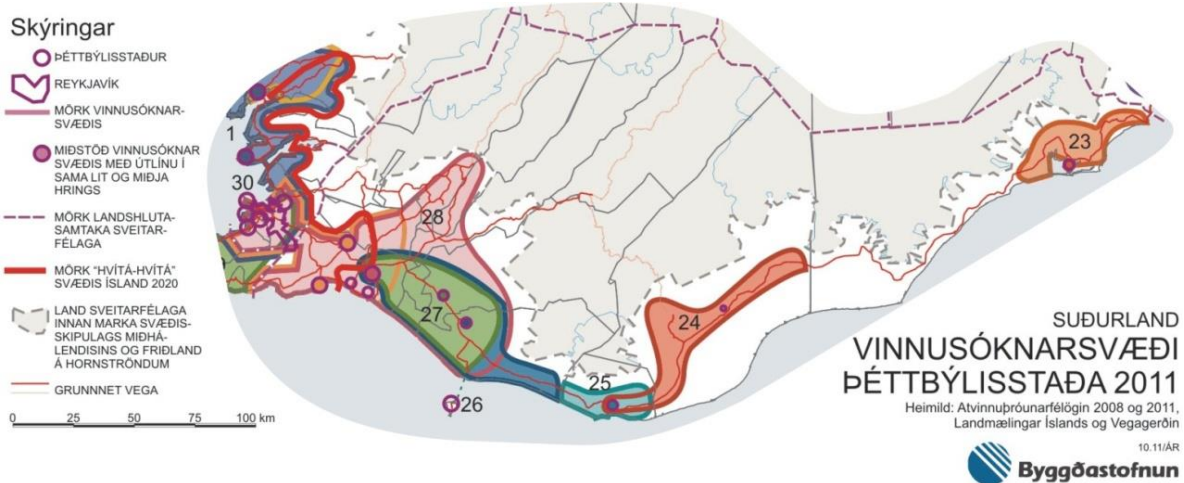 Skýringar
ÞÉTTBÝLISSTAÐUR
REYKJAVÍK
MÖRK VINNUSÓKNAR-
SVÆÐIS
MIÐSTÖÐ VINNUSÓKNAR
SVÆÐIS MEÐ ÚTLÍNU Í
SAMA LIT OG MIÐJA
HRINGS
MÖRK LANDSHLUTA-
SAMTAKA SVEITAR-
FÉLAGA
MÖRK "HVÍTÁ-HVÍTÁ"
SVÆÐIS ÍSLAND 2020
LAND SVEITARFÉLAGA
INNAN MARKA SVÆÐIS-
SKIPULAGS MIÐHÁ-
LENDISINS OG FRIÐLAND
Á HORNSTRÖNDUM
GRUNNNET VEGA
0 25 50 75 100 km
1
30
28
27
26
25
24
23
SUÐURLAND
VINNUSÓKNARSVÆÐI
ÞÉTTBÝLISSTAÐA 2011
Heimild: Atvinnuþróunarfélögin 2008 og 2011,
Landmælingar Íslands og Vegagerðin
10.11/ÁR
Byggðastofnun